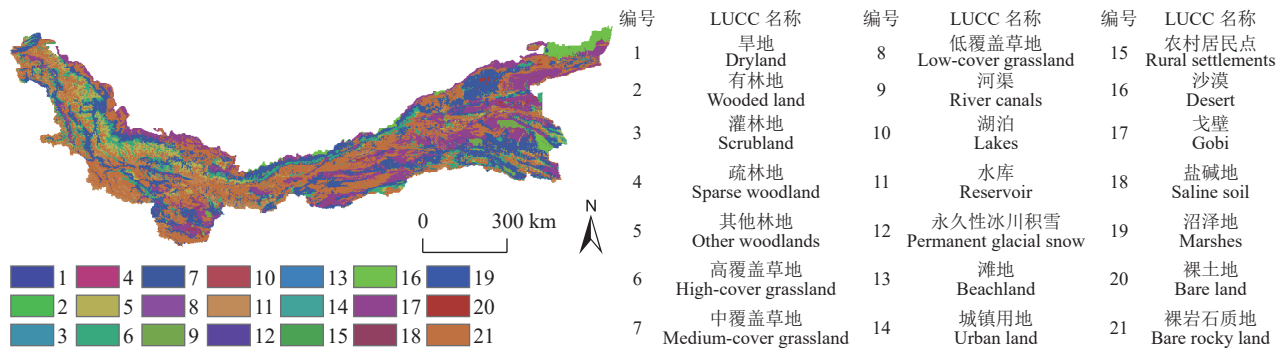 编号 LUCC 名称 编号 LUCC 名称 编号 LUCC 名称
1 旱地 Dryland 8 低覆盖草地 Low-cover grassland 15 农村居民点 Rural settlements
2 有林地 Wooded land 9 河渠 River canals 16 沙漠 Desert
3 灌林地 Scrubland 10 湖泊 Lakes 17 戈壁 Gobi
4 疏林地 Sparse woodland 11 水库 Reservoir 18 盐碱地 Saline soil
5 其他林地 Other woodlands 12 永久性冰川积雪 Permanent glacial snow 19 沼泽地 Marshes
6 高覆盖草地 High-cover grassland 13 滩地 Beachland 20 裸土地 Bare land
7 中覆盖草地 Medium-cover grassland 14 城镇用地 Urban land 21 裸岩石质地 Bare rocky land
N
0 300 km
1 4 7 10 13 16 19
2 5 8 11 14 17 20
3 6 9 12 15 18 21